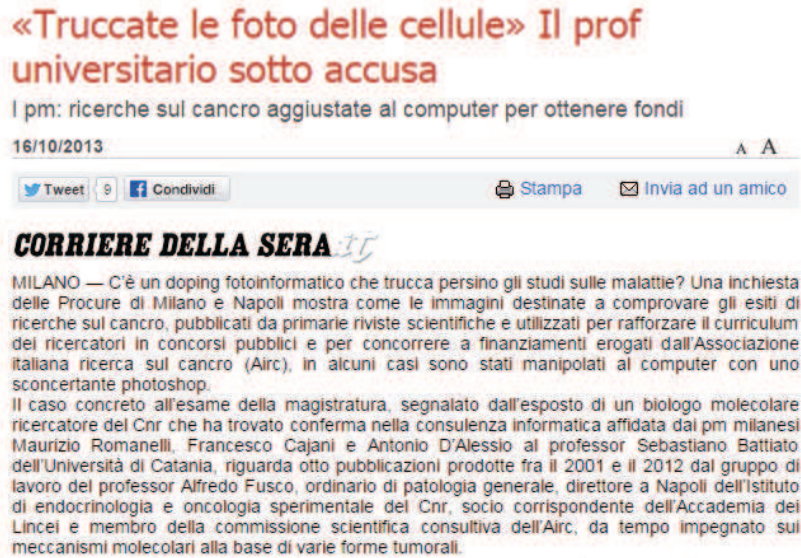 «Truccate le foto delle cellule» Il prof
universitario sotto accusa
I pm: ricerche sul cancro aggiustate al computer per ottenere fondi
16/10/2013 A A
Tweet 9 Condividi Stampa Invia ad un amico
CORRIERE DELLA SERA.it
MILANO — C'è un doping fotoinformatico che trucca persino gli studi sulle malattie? Una inchiesta
delle Procure di Milano e Napoli mostra come le immagini destinate a comprovare gli esiti di
ricerche sul cancro, pubblicati da primarie riviste scientifiche e utilizzati per rafforzare il curriculum
dei ricercatori in concorsi pubblici e per concorrere a finanziamenti erogati dall'Associazione
italiana ricerca sul cancro (Airc), in alcuni casi sono stati manipolati al computer con uno
sconcertante photoshop.
Il caso concreto all'esame della magistratura, segnalato dall'esposto di un biologo molecolare
ricercatore del Cnr che ha trovato conferma nella consulenza informatica affidata dai pm milanesi
Maurizio Romanelli, Francesco Cajani e Antonio D'Alessio al professor Sebastiano Battiato
dell'Università di Catania, riguarda otto pubblicazioni prodotte fra il 2001 e il 2012 dal gruppo di
lavoro del professor Alfredo Fusco, ordinario di patologia generale, direttore a Napoli dell'Istituto
di endocrinologia e oncologia sperimentale del Cnr, socio corrispondente dell'Accademia dei
Lincei e membro della commissione scientifica consultiva dell'Airc, da tempo impegnato sui
meccanismi molecolari alla base di varie forme tumorali.